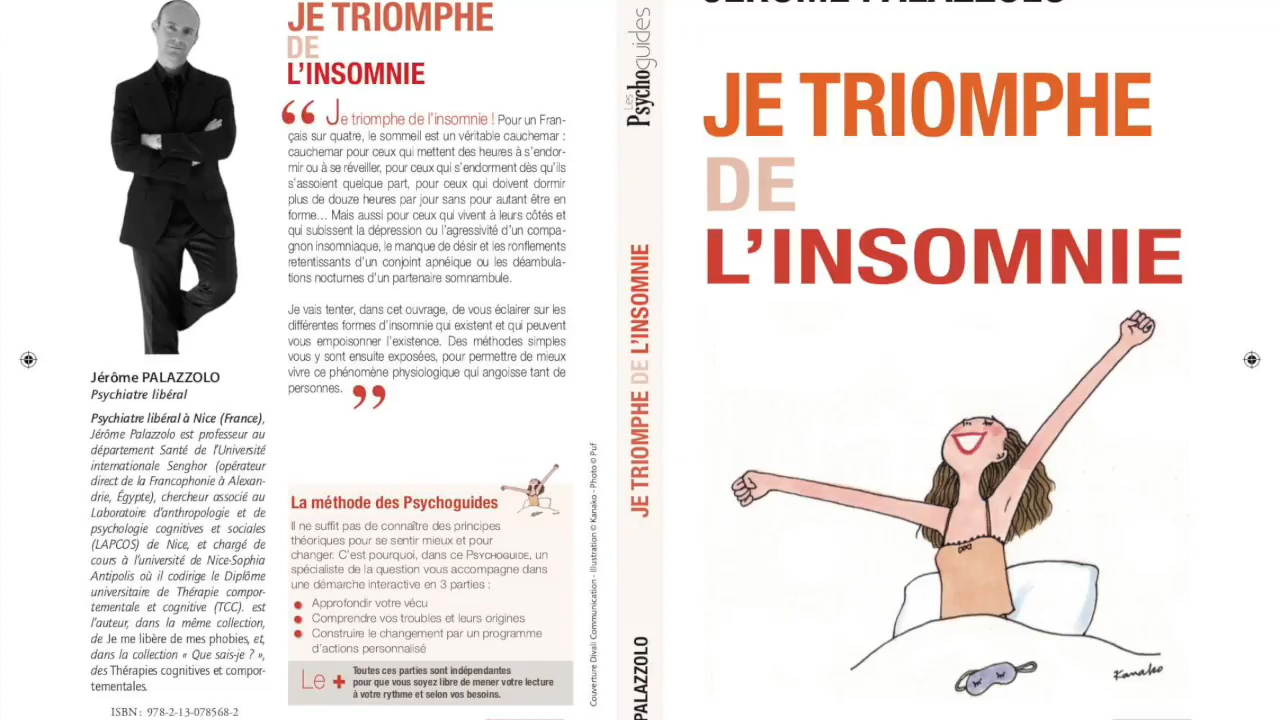 JE TRIOMPHE
DE
L'INSOMNIE
“ Je triomphe de l'insomnie ! Pour un Fran-
çais sur quatre, le sommeil est un véritable cauchemar :
cauchemar pour ceux qui mettent des heures à s'endor-
mir ou à se réveiller, pour ceux qui s'endorment dès qu'ils
s'assoient quelque part, pour ceux qui doivent dormir
plus de douze heures par jour sans pour autant être en
forme... Mais aussi pour ceux qui vivent à leurs côtés et
qui subissent la dépression ou l'agressivité d'un compa-
gnon insomniaque, le manque de désir et les ronflements
retentissants d'un conjoint apnéique ou les déambula-
tions nocturnes d'un partenaire somnambule.
Je vais tenter, dans cet ouvrage, de vous éclairer sur les
différentes formes d'insomnie qui existent et qui peuvent
vous empoisonner l'existence. Des méthodes simples
vous y sont ensuite exposées, pour permettre de mieux
vivre ce phénomène physiologique qui angoisse tant de
personnes. ”
Jérôme PALAZZOLO
Psychiatre libéral
Psychiatre libéral à Nice (France),
Jérôme Palazzolo est professeur au
département Santé de l'Université
internationale Senghor (opérateur
direct de la Francophonie à Alexan-
drie, Égypte), chercheur associé au
Laboratoire d'anthropologie et de
psychologie cognitives et sociales
(LAPCOS) de Nice, et chargé de
cours à l'université de Nice-Sophia
Antipolis où il codirige le Diplôme
universitaire de Thérapie compor-
tementale et cognitive (TCC). est
l'auteur, dans la même collection,
de Je me libère de mes phobies, et,
dans la collection « Que sais-je ? »,
des Thérapies cognitives et compor-
tementales.
ISBN : 978-2-13-078568-2
La méthode des Psychoguides
Il ne suffit pas de connaître des principes
théoriques pour se sentir mieux et pour
changer. C'est pourquoi, dans ce PSYCHOGUIDE, un
spécialiste de la question vous accompagne dans
une démarche interactive en 3 parties :
Approfondir votre vécu
Comprendre vos troubles et leurs origines
Construire le changement par un programme
d'actions personnalisé
Le +
Toutes ces parties sont indépendantes
pour que vous soyez libre de mener votre lecture
à votre rythme et selon vos besoins.
Couverture Divali Communication - Illustration © Kanako - Photo © Puf
Les Psychoguides
JE TRIOMPHE DE L'INSOMNIE
PALAZZOLO
JÉRÔME PALAZZOLO
JE TRIOMPHE
DE
L'INSOMNIE
Kanako